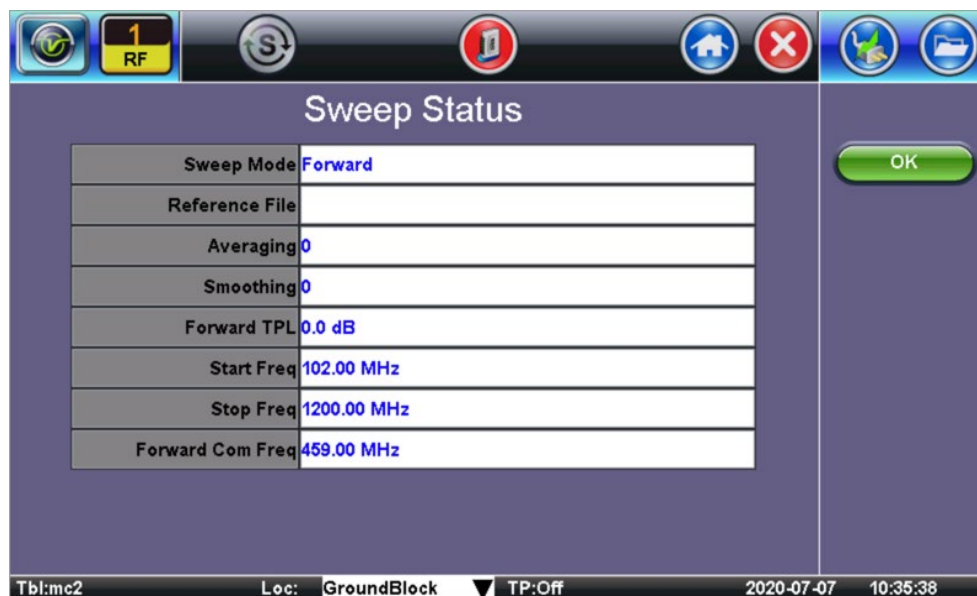 1
RF
S
Sweep Status
Sweep Mode Forward
OK
Reference File
Averaging 0
Smoothing 0
Forward TPL 0.0 dB
Start Freq 102.00 MHz
Stop Freq 1200.00 MHz
Forward Com Freq 459.00 MHz
Tbl:mc2 Loc: GroundBlock TP:Off 2020-07-07 10:35:38